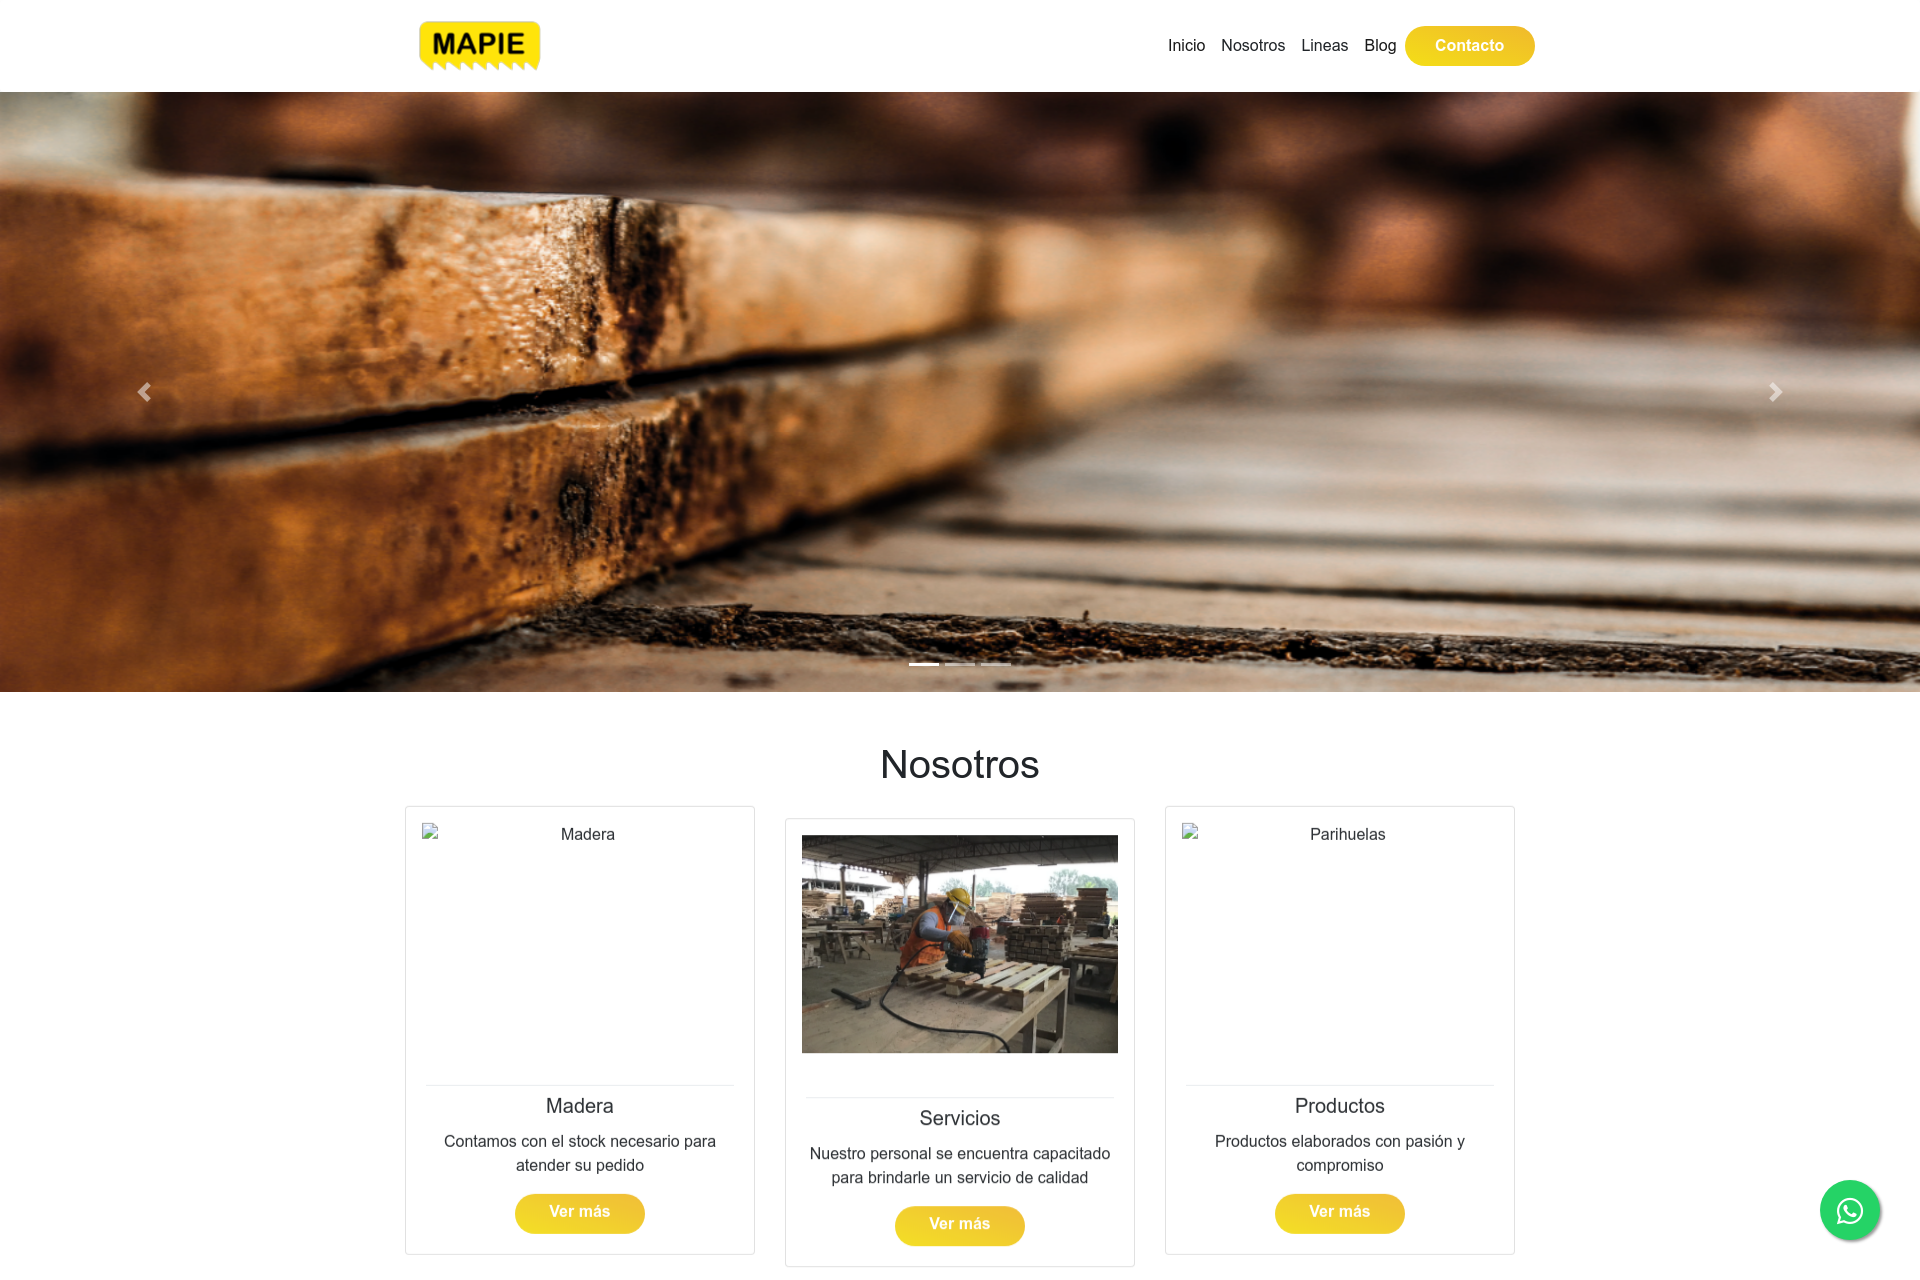 MAPIE
Inicio Nosotros Lineas Blog Contacto
Nosotros
Madera
Parihuelas
Madera
Contamos con el stock necesario para
atender su pedido
Ver más
Servicios
Nuestro personal se encuentra capacitado
para brindarle un servicio de calidad
Ver más
Productos
Productos elaborados con pasión y
compromiso
Ver más